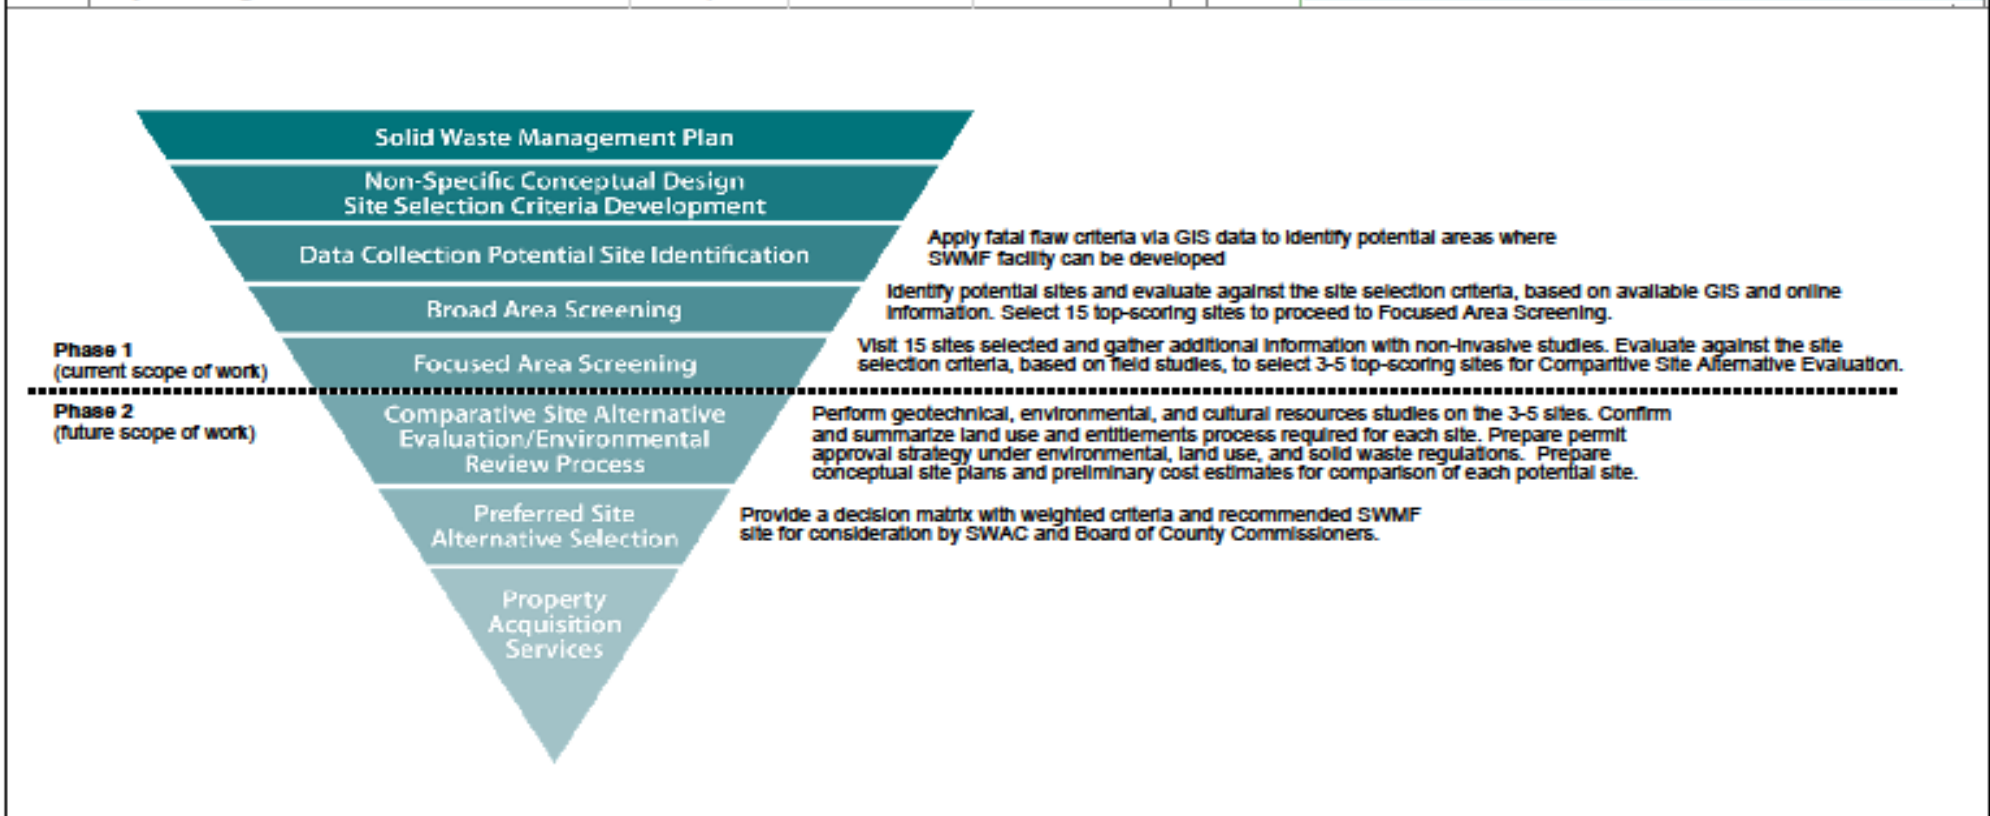 Solid Waste Management Plan
Non-Specific Conceptual Design
Site Selection Criteria Development
Data Collection Potential Site Identification
Apply fatal flaw criteria via GIS data to identify potential areas where
SWMF facility can be developed
Broad Area Screening
Identify potential sites and evaluate against the site selection criteria, based on available GIS and online
information. Select 15 top-scoring sites to proceed to Focused Area Screening.
Phase 1
(current scope of work)
Focused Area Screening
Visit 15 sites selected and gather additional information with non-invasive studies. Evaluate against the site
selection criteria, based on field studies, to select 3-5 top-scoring sites for Comparitive Site Alternative Evaluation.
Phase 2
(future scope of work)
Comparative Site Alternative
Evaluation/Environmental
Review Process
Perform geotechnical, environmental, and cultural resources studies on the 3-5 sites. Confirm
and summarize land use and entitlements process required for each site. Prepare permit
approval strategy under environmental, land use, and solid waste regulations. Prepare
conceptual site plans and preliminary cost estimates for comparison of each potential site.
Preferred Site
Alternative Selection
Provide a decision matrix with weighted criteria and recommended SWMF
site for consideration by SWAC and Board of County Commissioners.
Property
Acquisition
Services